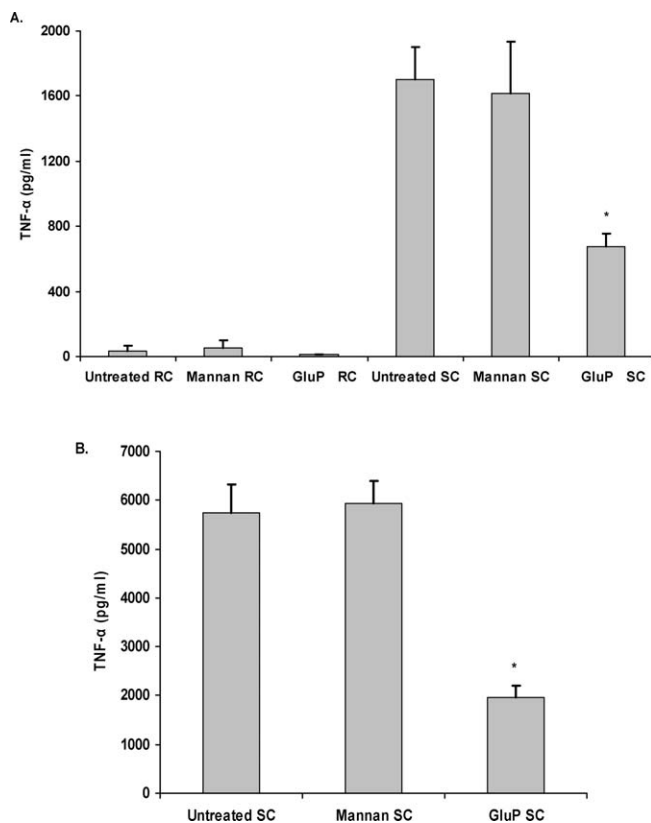 A.
2000
1600
1200
800
400
0
TNF-α (pg/ml)
*
Untreated RC Mannan RC GluP RC Untreated SC Mannan SC GluP SC
B.
7000
6000
5000
4000
3000
2000
1000
0
TNF-α (pg/ml)
*
Untreated SC Mannan SC GluP SC